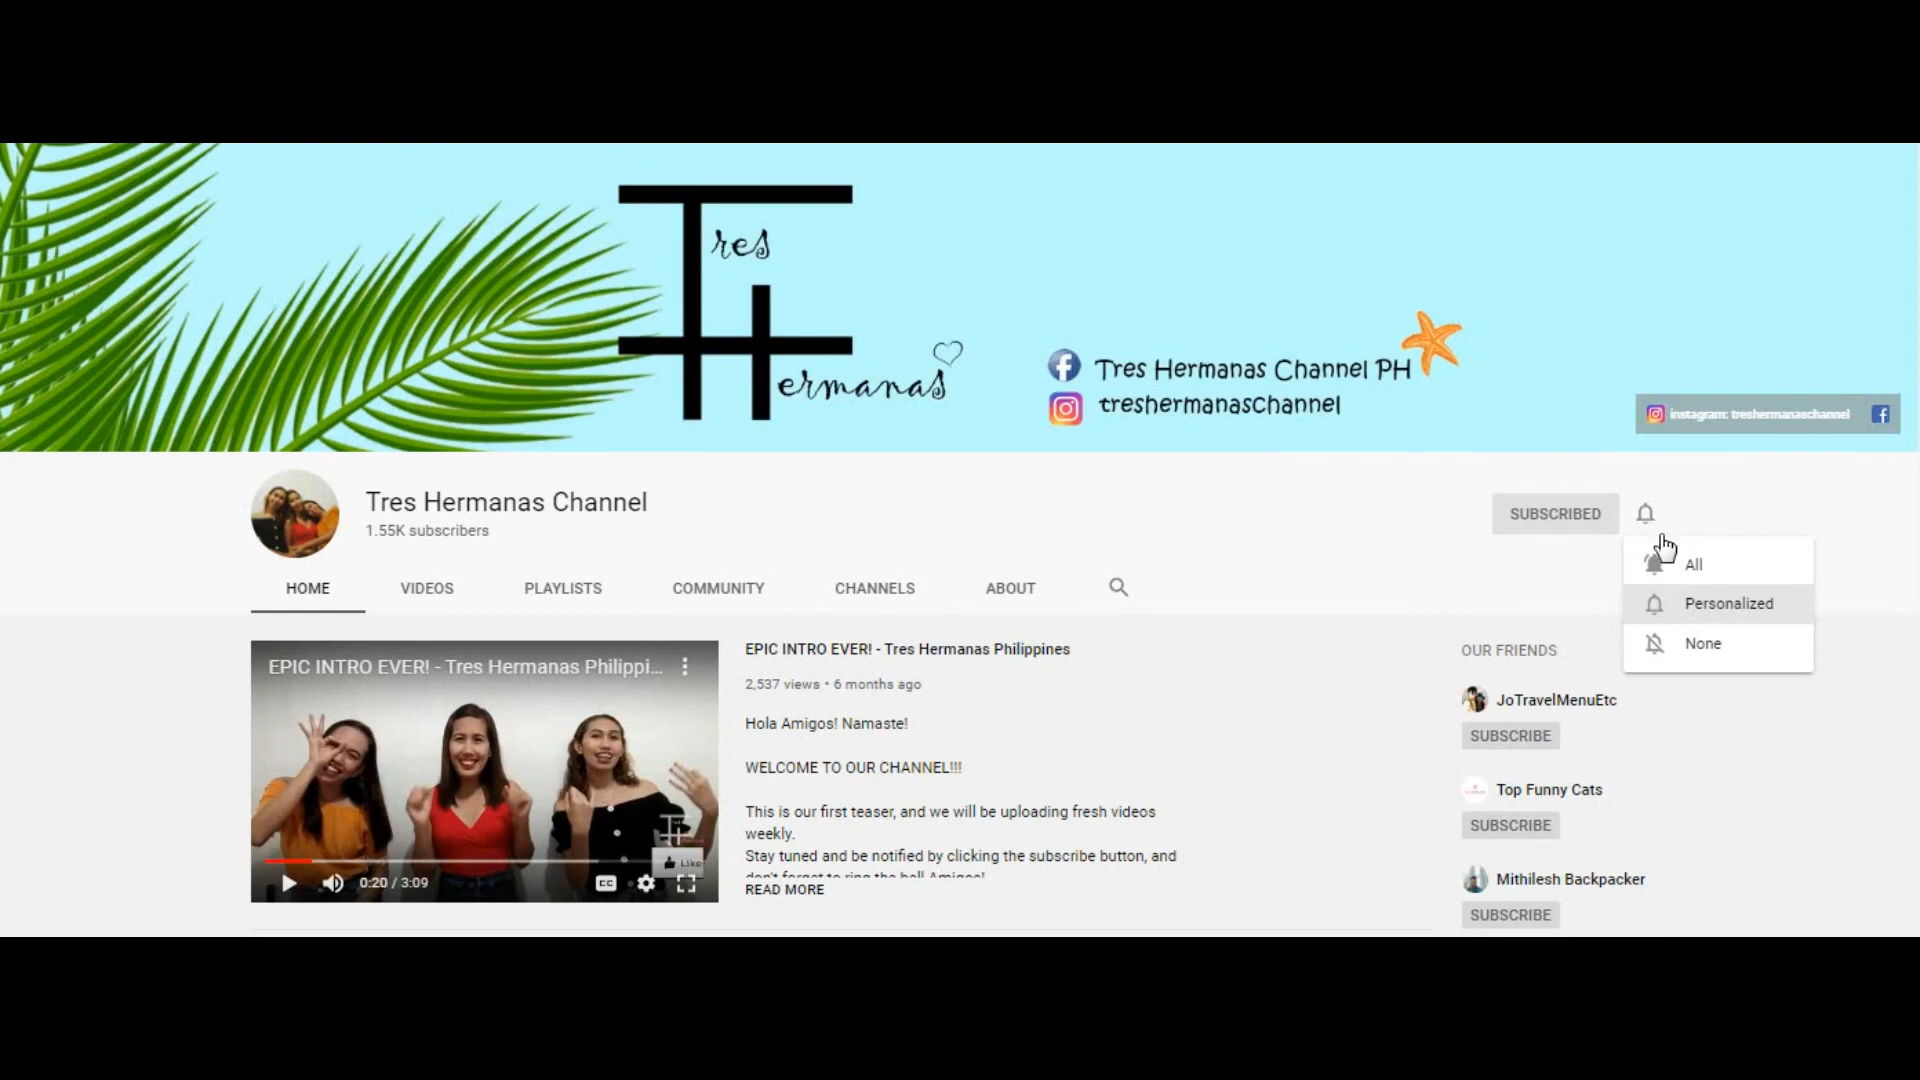 Tres
Hermanas
Tres Hermanas Channel PH
treshermanaschannel
instagram: treshermanaschannel
Tres Hermanas Channel
1.55K subscribers
SUBSCRIBED
All
Personalized
None
HOME VIDEOS PLAYLISTS COMMUNITY CHANNELS ABOUT
EPIC INTRO EVER! - Tres Hermanas Philippi...
Like
0:20 / 3:09
CC
EPIC INTRO EVER! - Tres Hermanas Philippines
2,537 views • 6 months ago
Hola Amigos! Namaste!
WELCOME TO OUR CHANNEL!!!
This is our first teaser, and we will be uploading fresh videos
weekly.
Stay tuned and be notified by clicking the subscribe button, and
don't forget to ring the bell Amigos!
READ MORE
OUR FRIENDS
JoTravelMenuEtc
SUBSCRIBE
Top Funny Cats
SUBSCRIBE
Mithilesh Backpacker
SUBSCRIBE